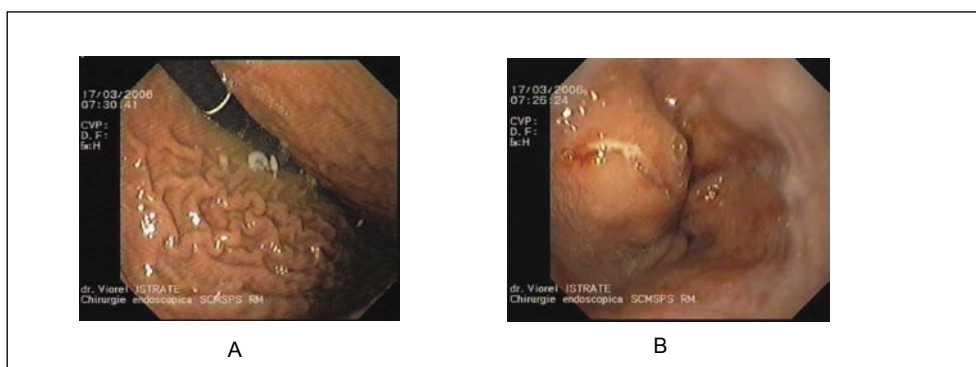 17/03/2006
07:30:41
CVP:
D.F:
dr. Viorel ISTRATE
Chirurgie endoscopica SCMSPS RM
A
17/03/2006
07:26:24
CVP:
D.F:
dr. Viorel ISTRATE
Chirurgie endoscopica SCMSPS RM
B